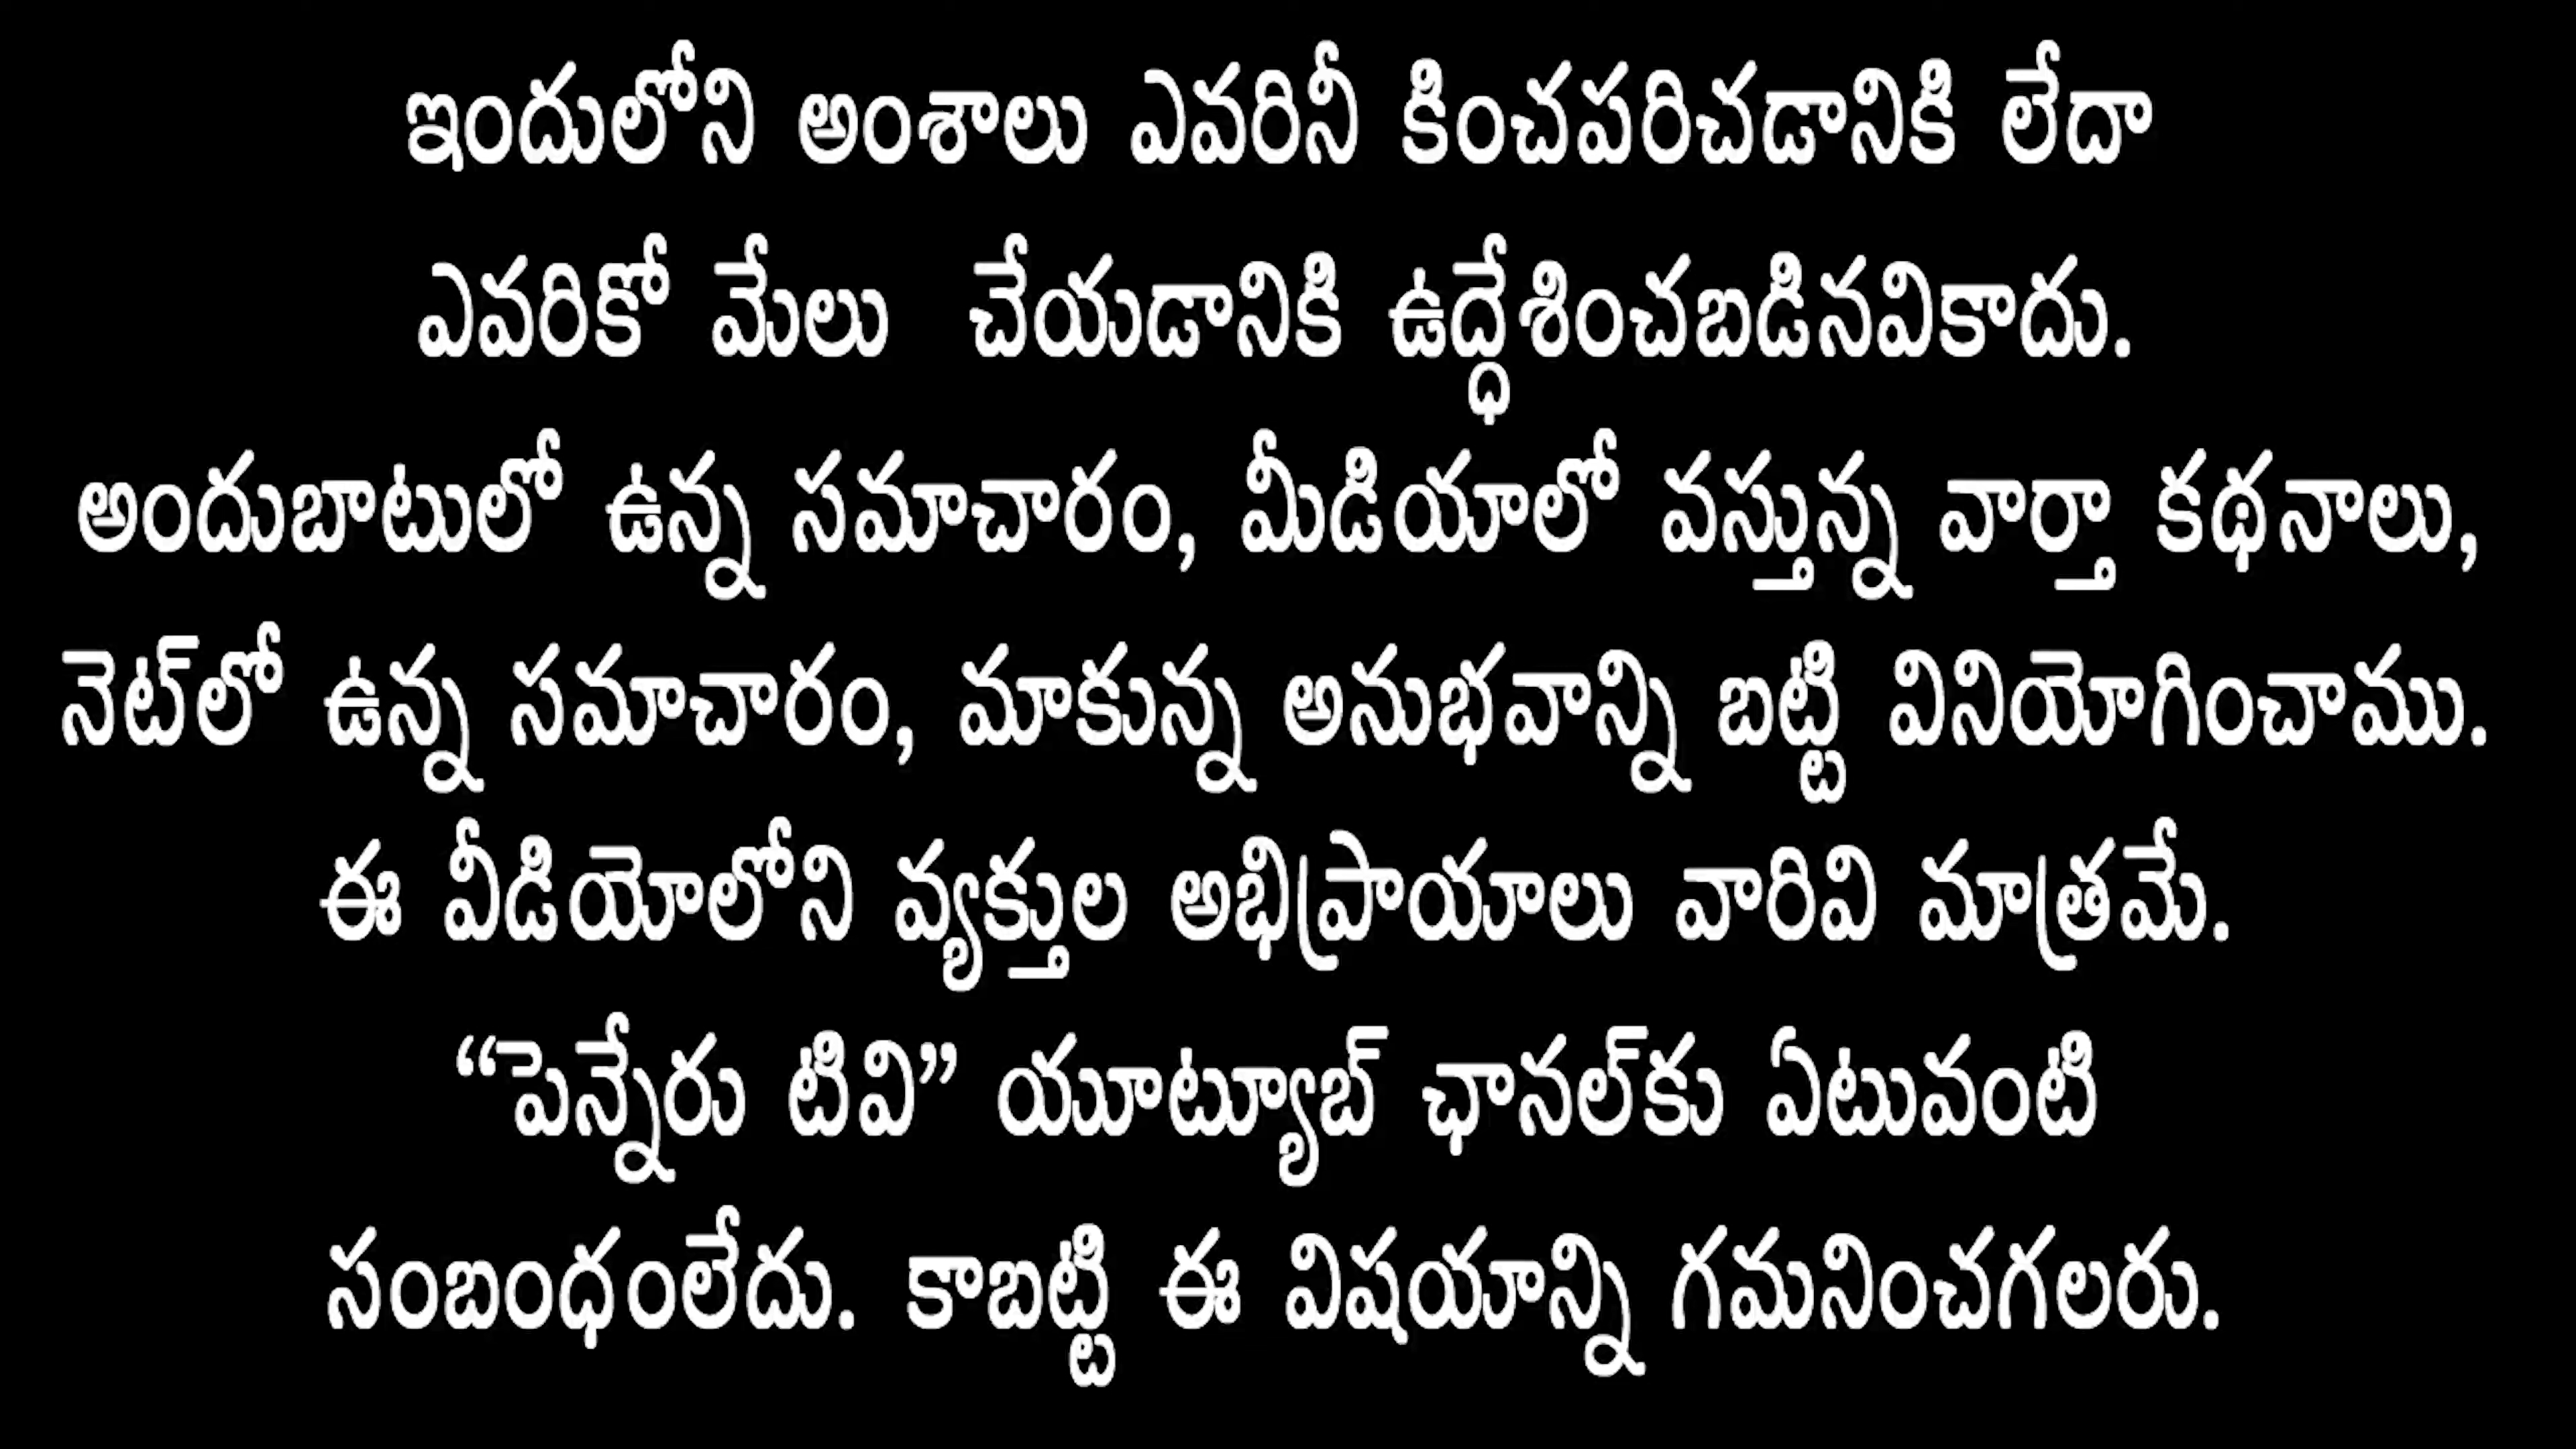 ఇందులోని అంశాలు ఎవరినీ కించపరిచడానికి లేదా
ఎవరికో మేలు చేయడానికి ఉద్ధేశించబడినవికాదు.
అందుబాటులో ఉన్న సమాచారం, మీడియాలో వస్తున్న వార్తా కథనాలు,
నెట్‌లో ఉన్న సమాచారం, మాకున్న అనుభవాన్ని బట్టి వినియోగించాము.
ఈ వీడియోలోని వ్యక్తుల అభిప్రాయాలు వారివి మాత్రమే.
“పెన్నేరు టివి” యూట్యూబ్ ఛానల్‌కు ఏటువంటి
సంబంధంలేదు. కాబట్టి ఈ విషయాన్ని గమనించగలరు.